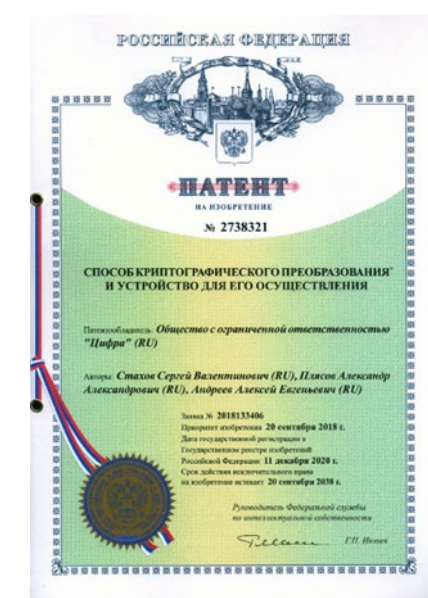 РОССИЙСКАЯ ФЕДЕРАЦИЯ
ПАТЕНТ
НА ИЗОБРЕТЕНИЕ
№ 2738321
СПОСОБ КРИПТОГРАФИЧЕСКОГО ПРЕОБРАЗОВАНИЯ
И УСТРОЙСТВО ДЛЯ ЕГО ОСУЩЕСТВЛЕНИЯ
Патентообладатель: Общество с ограниченной ответственностью
"Цифра" (RU)
Авторы: Стахов Сергей Валентинович (RU), Плясов Александр
Александрович (RU), Андреев Алексей Евгеньевич (RU)
Заявка № 2018133406
Приоритет изобретения 20 сентября 2018 г.
Дата государственной регистрации в
Государственном реестре изобретений
Российской Федерации 11 декабря 2020 г.
Срок действия исключительного права
на изобретение истекает 20 сентября 2038 г.
Руководитель Федеральной службы
по интеллектуальной собственности
Г.П. Ивлиев